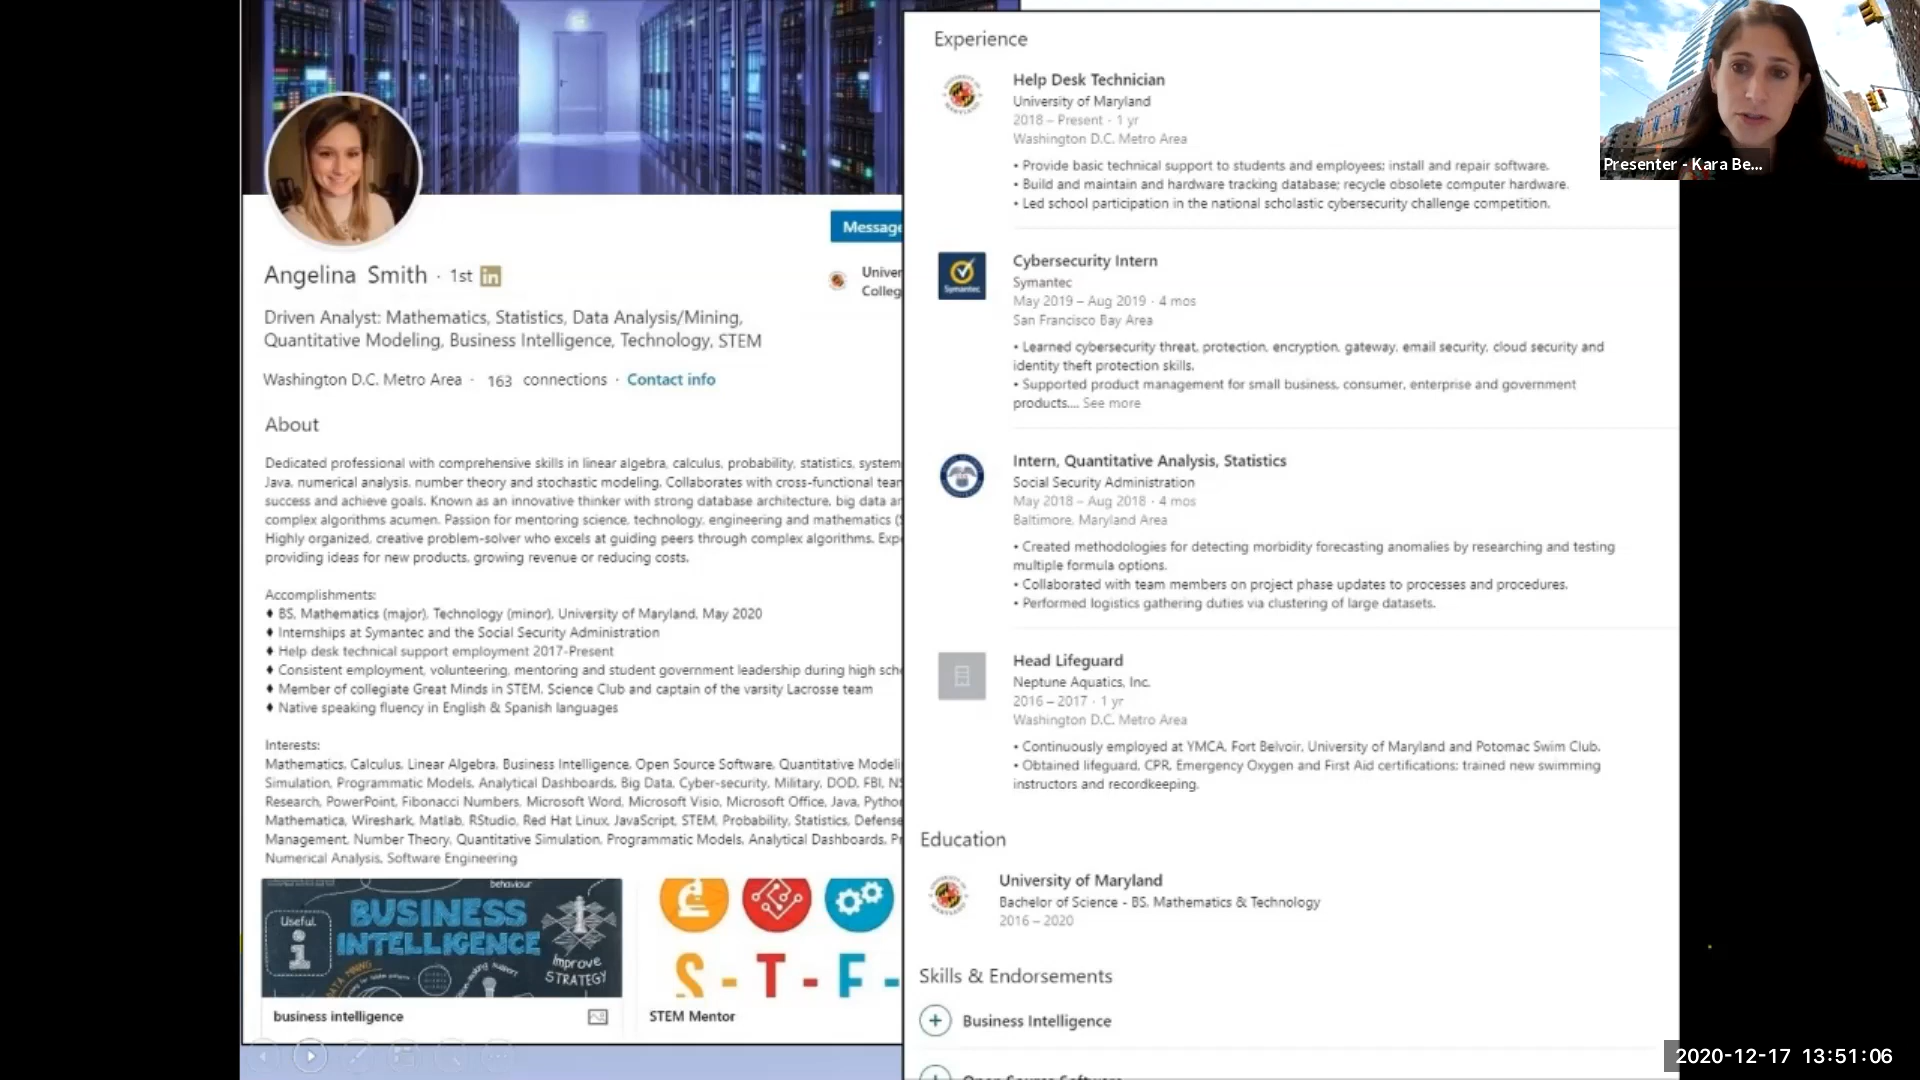 Angelina Smith · 1st in
Message
Univer
Colleg
Driven Analyst: Mathematics, Statistics, Data Analysis/Mining,
Quantitative Modeling, Business Intelligence, Technology, STEM
Washington D.C. Metro Area · 163 connections · Contact info
About
Dedicated professional with comprehensive skills in linear algebra, calculus, probability, statistics, system
Java, numerical analysis, number theory and stochastic modeling. Collaborates with cross-functional tea
success and achieve goals. Known as an innovative thinker with strong database architecture, big data a
complex algorithms acumen. Passion for mentoring science, technology, engineering and mathematics (
Highly organized, creative problem-solver who excels at guiding peers through complex algorithms. Exp
providing ideas for new products, growing revenue or reducing costs.
Accomplishments:
♦ BS, Mathematics (major), Technology (minor), University of Maryland, May 2020
♦ Internships at Symantec and the Social Security Administration
♦ Help desk technical support employment 2017-Present
♦ Consistent employment, volunteering, mentoring and student government leadership during high sch
♦ Member of collegiate Great Minds in STEM, Science Club and captain of the varsity Lacrosse team
♦ Native speaking fluency in English & Spanish languages
Interests:
Mathematics, Calculus, Linear Algebra, Business Intelligence, Open Source Software, Quantitative Modeli
Simulation, Programmatic Models, Analytical Dashboards, Big Data, Cyber-security, Military, DOD, FBI, NS
Research, PowerPoint, Fibonacci Numbers, Microsoft Word, Microsoft Visio, Microsoft Office, Java, Pytho
Mathematica, Wireshark, Matlab, RStudio, Red Hat Linux, JavaScript, STEM, Probability, Statistics, Defense
Management, Number Theory, Quantitative Simulation, Programmatic Models, Analytical Dashboards, P
Numerical Analysis, Software Engineering
behaviour
Useful
i
BUSINESS
INTELLIGENCE
Improve
STRATEGY
DATA MINING
business intelligence
S-T-E-
STEM Mentor
Experience
Help Desk Technician
University of Maryland
2018 – Present · 1 yr
Washington D.C. Metro Area
• Provide basic technical support to students and employees; install and repair software.
• Build and maintain and hardware tracking database; recycle obsolete computer hardware.
• Led school participation in the national scholastic cybersecurity challenge competition.
Symantec
Cybersecurity Intern
Symantec
May 2019 – Aug 2019 · 4 mos
San Francisco Bay Area
• Learned cybersecurity threat, protection, encryption, gateway, email security, cloud security and
identity theft protection skills.
• Supported product management for small business, consumer, enterprise and government
products.... See more
Intern, Quantitative Analysis, Statistics
Social Security Administration
May 2018 – Aug 2018 · 4 mos
Baltimore, Maryland Area
• Created methodologies for detecting morbidity forecasting anomalies by researching and testing
multiple formula options.
• Collaborated with team members on project phase updates to processes and procedures.
• Performed logistics gathering duties via clustering of large datasets.
Head Lifeguard
Neptune Aquatics, Inc.
2016 – 2017 · 1 yr
Washington D.C. Metro Area
• Continuously employed at YMCA, Fort Belvoir, University of Maryland and Potomac Swim Club.
• Obtained lifeguard, CPR, Emergency Oxygen and First Aid certifications; trained new swimming
instructors and recordkeeping.
Education
University of Maryland
Bachelor of Science - BS, Mathematics & Technology
2016 – 2020
Skills & Endorsements
Business Intelligence
Open Source Software
Presenter - Kara Be...
2020-12-17 13:51:06